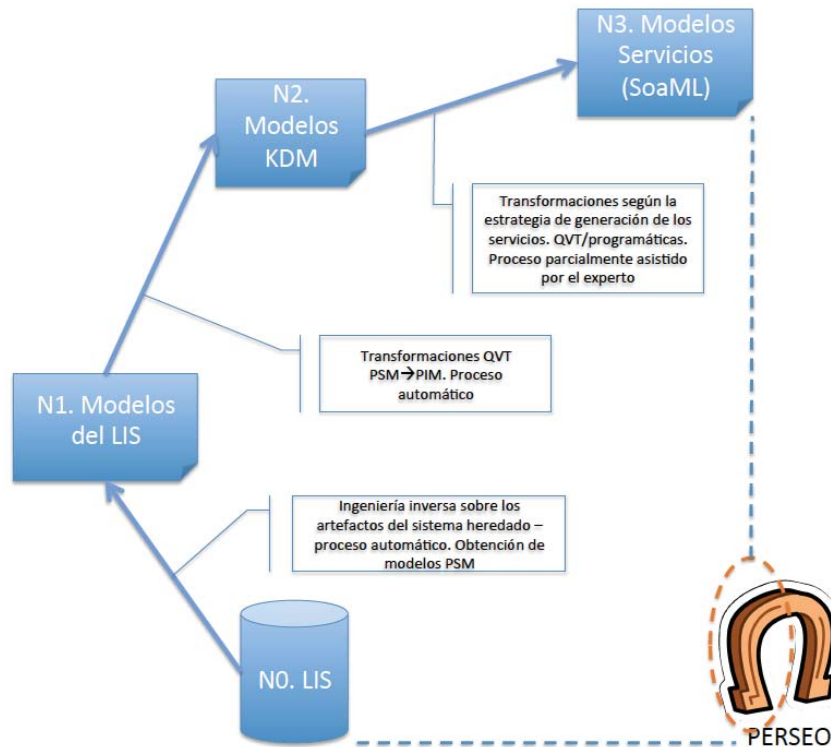 N3. Modelos
Servicios
(SoaML)
N2.
Modelos
KDM
Transformaciones según la
estrategia de generación de los
servicios. QVT/programáticas.
Proceso parcialmente asistido
por el experto
Transformaciones QVT
PSM→PIM. Proceso
automático
N1. Modelos
del LIS
Ingeniería inversa sobre los
artefactos del sistema heredado –
proceso automático. Obtención de
modelos PSM
N0. LIS
PERSEO